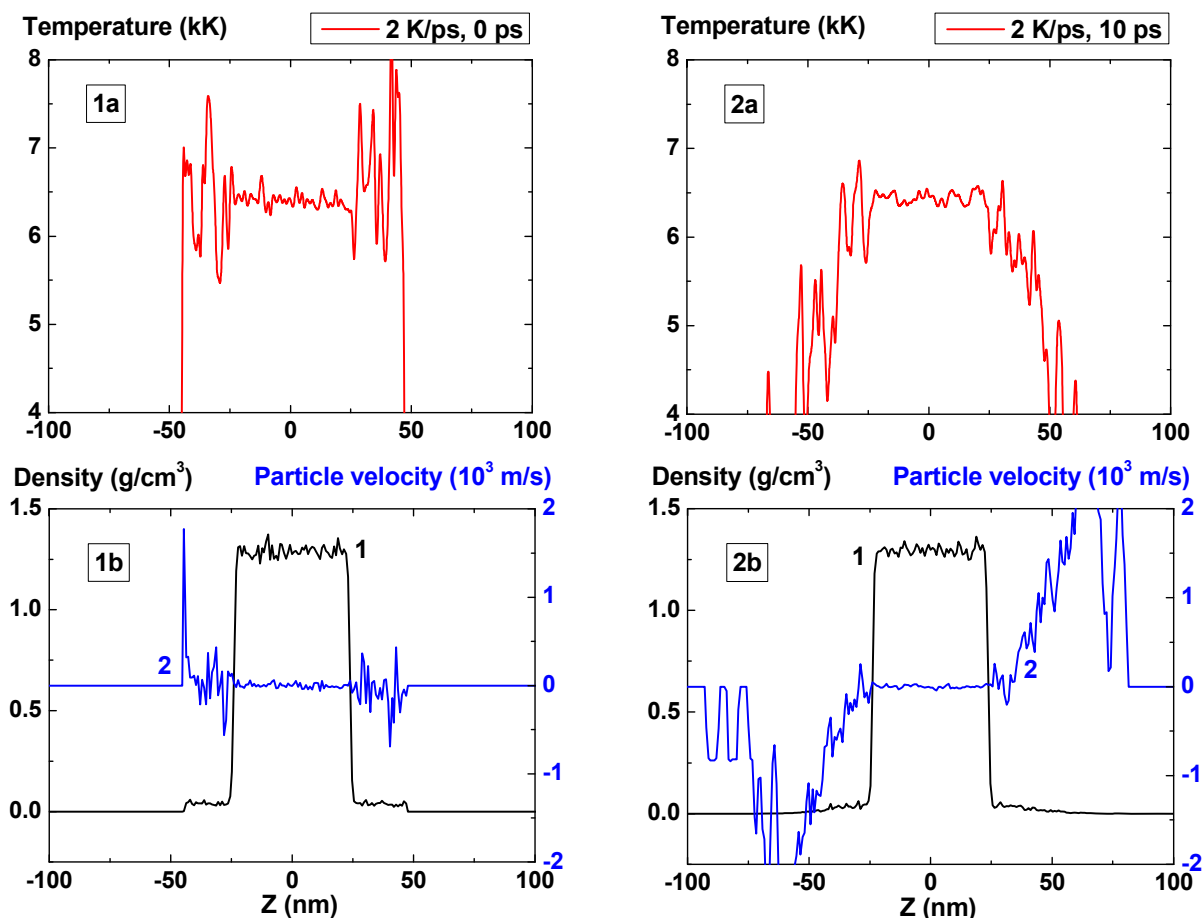 Temperature (kK)
2 K/ps, 0 ps
8
7
6
5
4
1a
-100 -50 0 50 100
Temperature (kK)
2 K/ps, 10 ps
8
7
6
5
4
2a
-100 -50 0 50 100
Density (g/cm³) Particle velocity (10³ m/s)
1.5
1.0
0.5
0.0
1b
1
2
2
1
0
-1
-2
-100 -50 0 50 100
Z (nm)
Density (g/cm³) Particle velocity (10³ m/s)
1.5
1.0
0.5
0.0
2b
1
2
2
1
0
-1
-2
-100 -50 0 50 100
Z (nm)